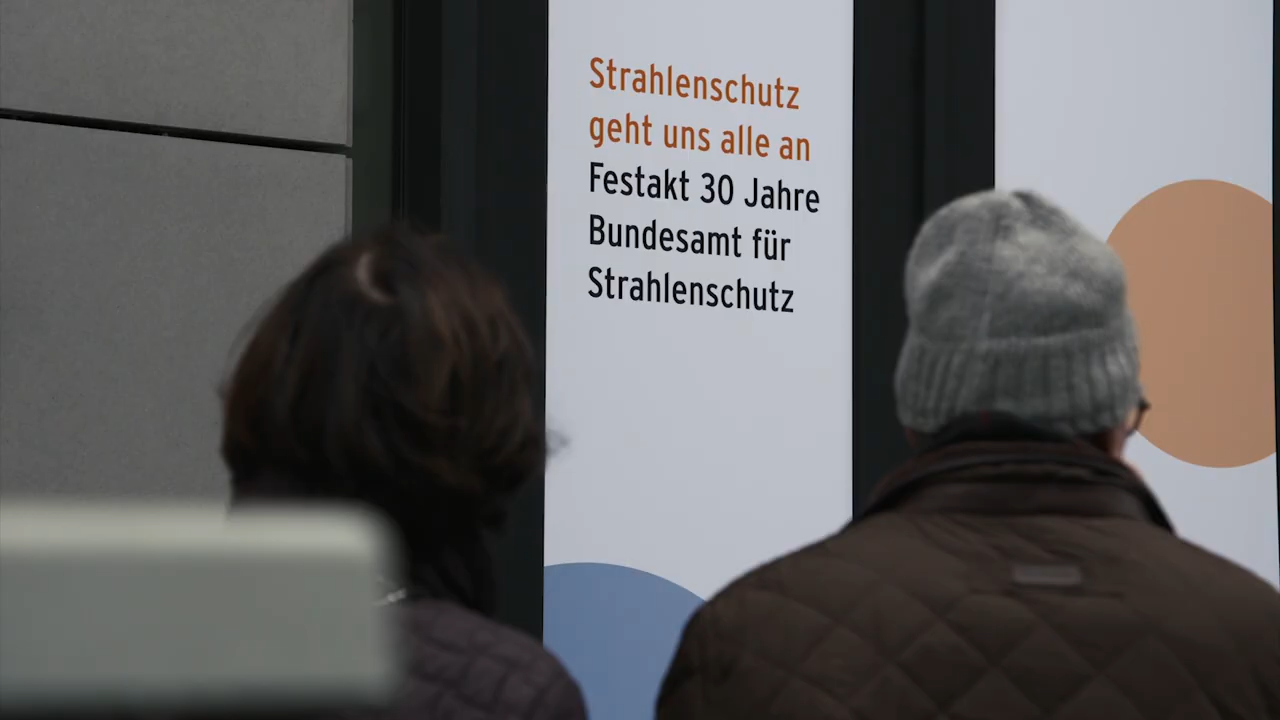 Strahlenschutz
geht uns alle an
Festakt 30 Jahre
Bundesamt für
Strahlenschutz